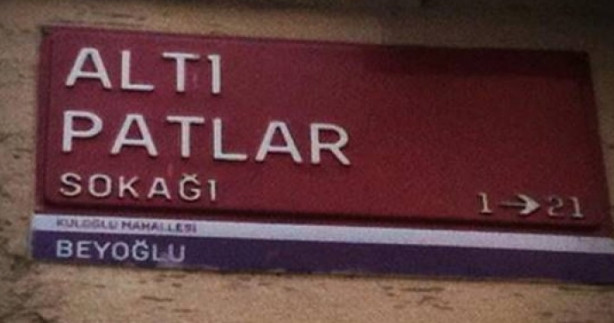 ALTI
PATLAR
SOKAĞI
1→21
KULOĞLU MAHALLESİ
BEYOĞLU